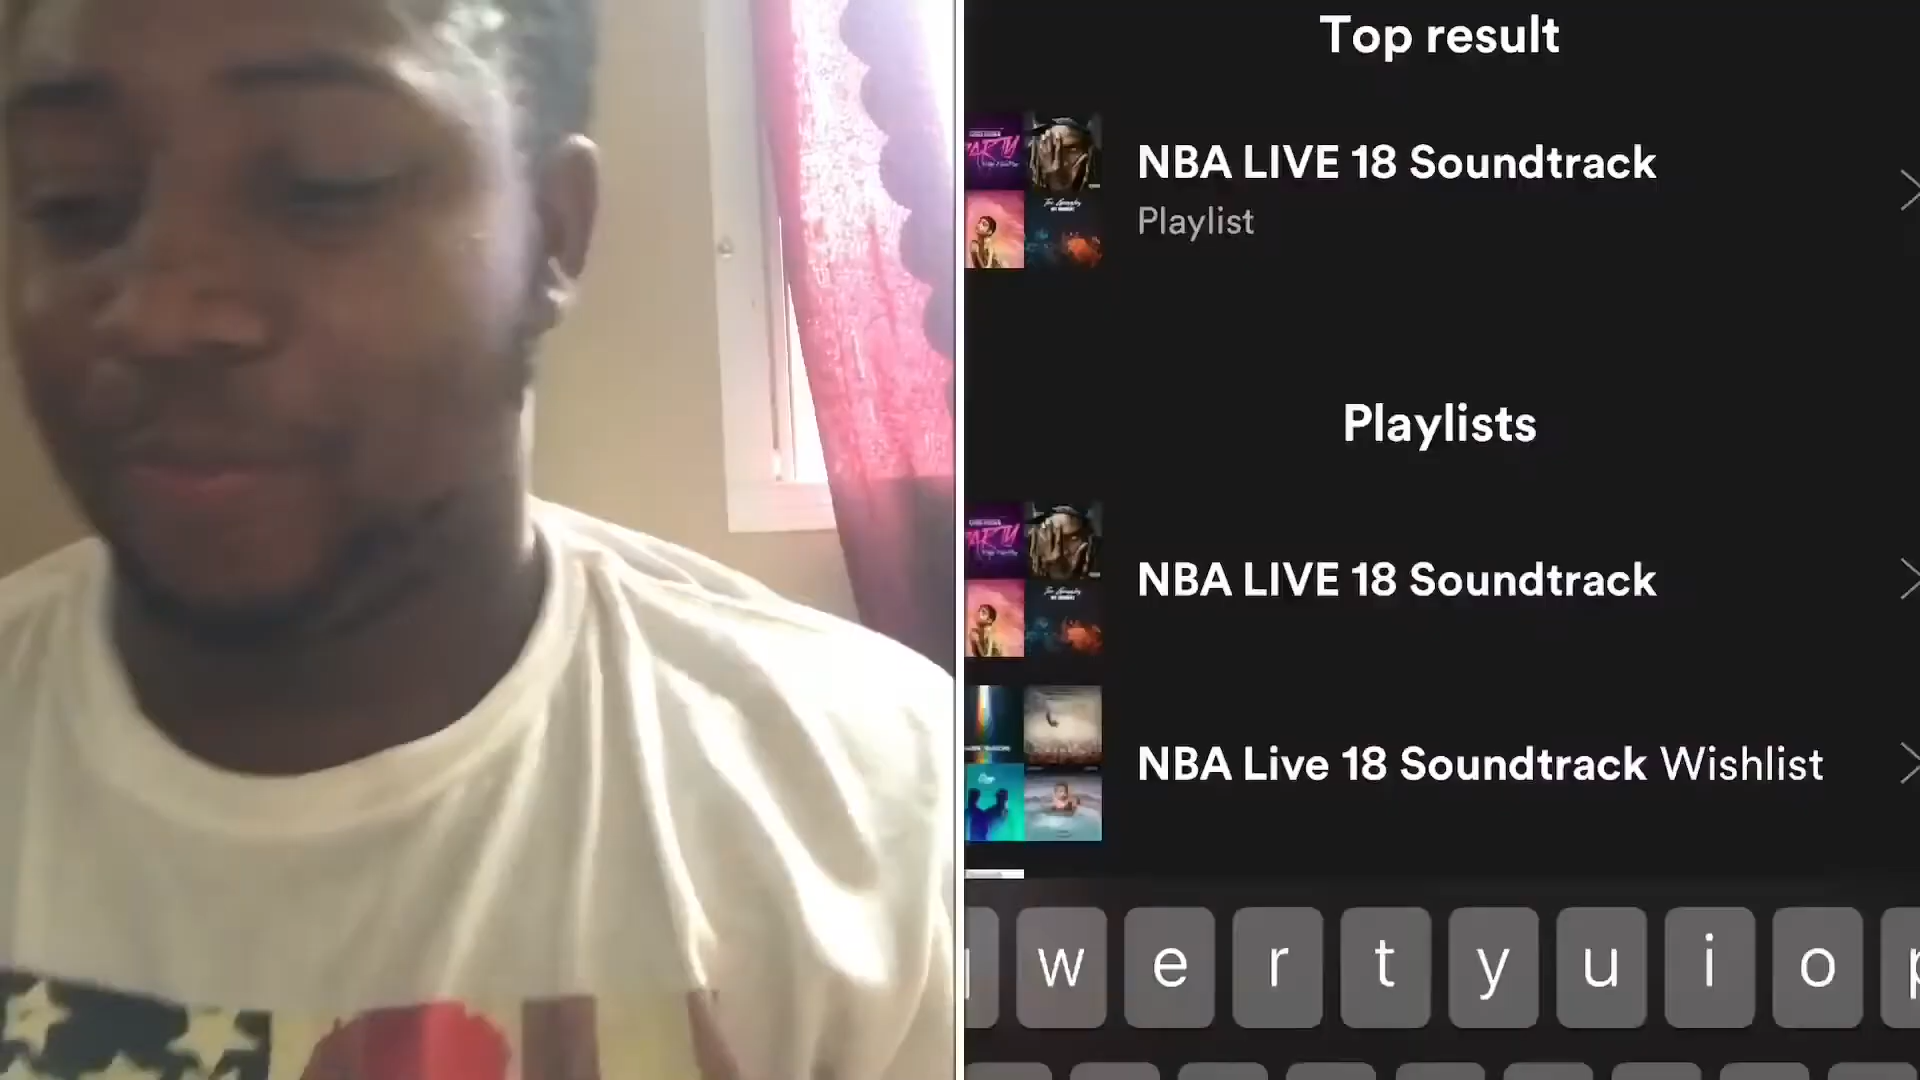 Top result
NBA LIVE 18 Soundtrack
Playlist
Playlists
NBA LIVE 18 Soundtrack
NBA Live 18 Soundtrack Wishlist
w e r t y u i o p